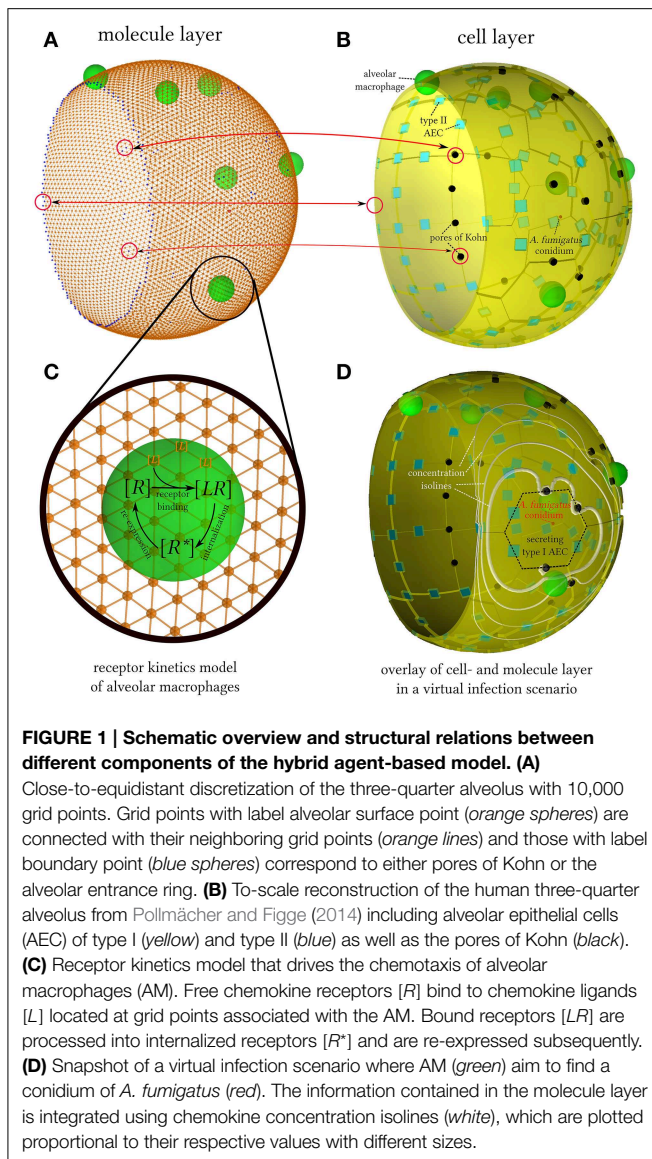 A
molecule layer
B
cell layer
alveolar
macrophage
type II
AEC
pores of Kohn
A. fumigatus
conidium
C
[L]
[L]
[L]
[R]
[LR]
receptor
binding
re-expression
internalization
[R*]
receptor kinetics model
of alveolar macrophages
D
concentration
isolines
A. fumigatus
conidium
secreting
type I AEC
overlay of cell- and molecule layer
in a virtual infection scenario
FIGURE 1 | Schematic overview and structural relations between
different components of the hybrid agent-based model. (A)
Close-to-equidistant discretization of the three-quarter alveolus with 10,000
grid points. Grid points with label alveolar surface point (orange spheres) are
connected with their neighboring grid points (orange lines) and those with label
boundary point (blue spheres) correspond to either pores of Kohn or the
alveolar entrance ring. (B) To-scale reconstruction of the human three-quarter
alveolus from Pollmächer and Figge (2014) including alveolar epithelial cells
(AEC) of type I (yellow) and type II (blue) as well as the pores of Kohn (black).
(C) Receptor kinetics model that drives the chemotaxis of alveolar
macrophages (AM). Free chemokine receptors [R] bind to chemokine ligands
[L] located at grid points associated with the AM. Bound receptors [LR] are
processed into internalized receptors [R*] and are re-expressed subsequently.
(D) Snapshot of a virtual infection scenario where AM (green) aim to find a
conidium of A. fumigatus (red). The information contained in the molecule layer
is integrated using chemokine concentration isolines (white), which are plotted
proportional to their respective values with different sizes.